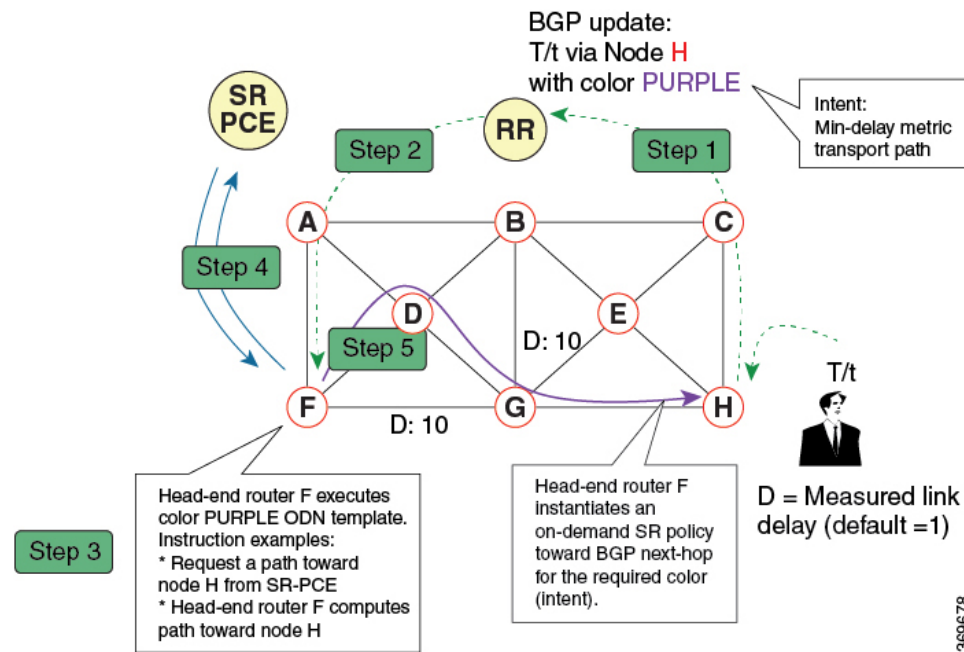 BGP update:
T/t via Node H
with color PURPLE
SR
PCE
RR
Intent:
Min-delay metric
transport path
Step 2
Step 1
A
B
C
Step 4
D
E
Step 5
D: 10
T/t
F
G
H
D: 10
Head-end router F executes
color PURPLE ODN template.
Instruction examples:
* Request a path toward
node H from SR-PCE
* Head-end router F computes
path toward node H
Step 3
Head-end router F
instantiates an
on-demand SR policy
toward BGP next-hop
for the required color
(intent).
D = Measured link
delay (default =1)
369678